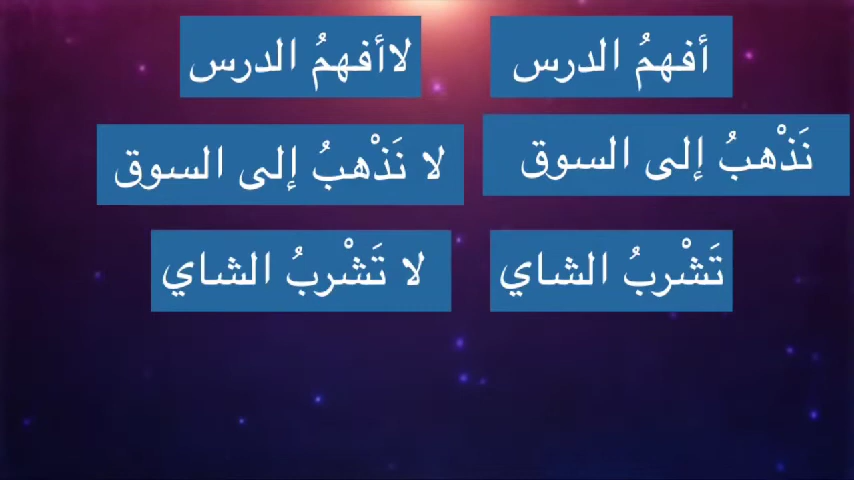 أفهمُ الدرس
لاأفهمُ الدرس
نَذْهبُ إلى السوق
لا نَذْهبُ إلى السوق
تَشْربُ الشاي
لا تَشْربُ الشاي